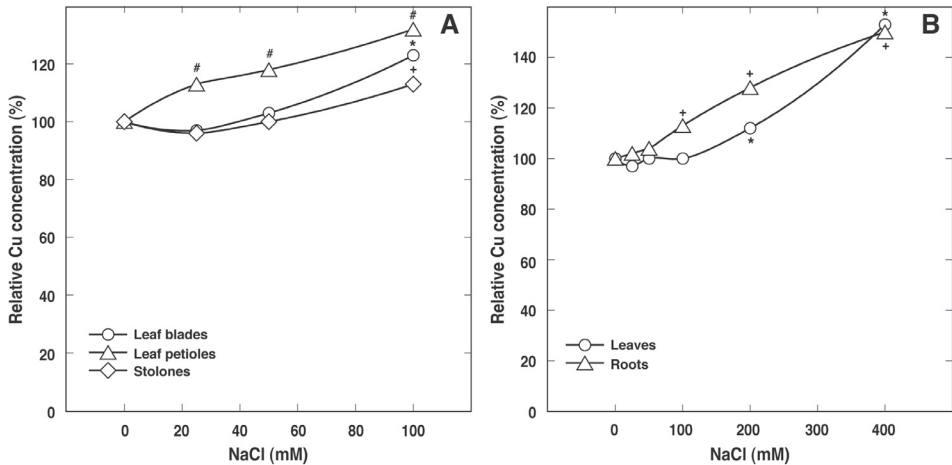 A
Relative Cu concentration (%)
120
100
80
60
40
20
0
#
#
#
*
+
Leaf blades
Leaf petioles
Stolones
0 20 40 60 80 100
NaCl (mM)
B
Relative Cu concentration (%)
140
120
100
80
60
40
20
0
+
+
*
*
+
Leaves
Roots
0 100 200 300 400
NaCl (mM)